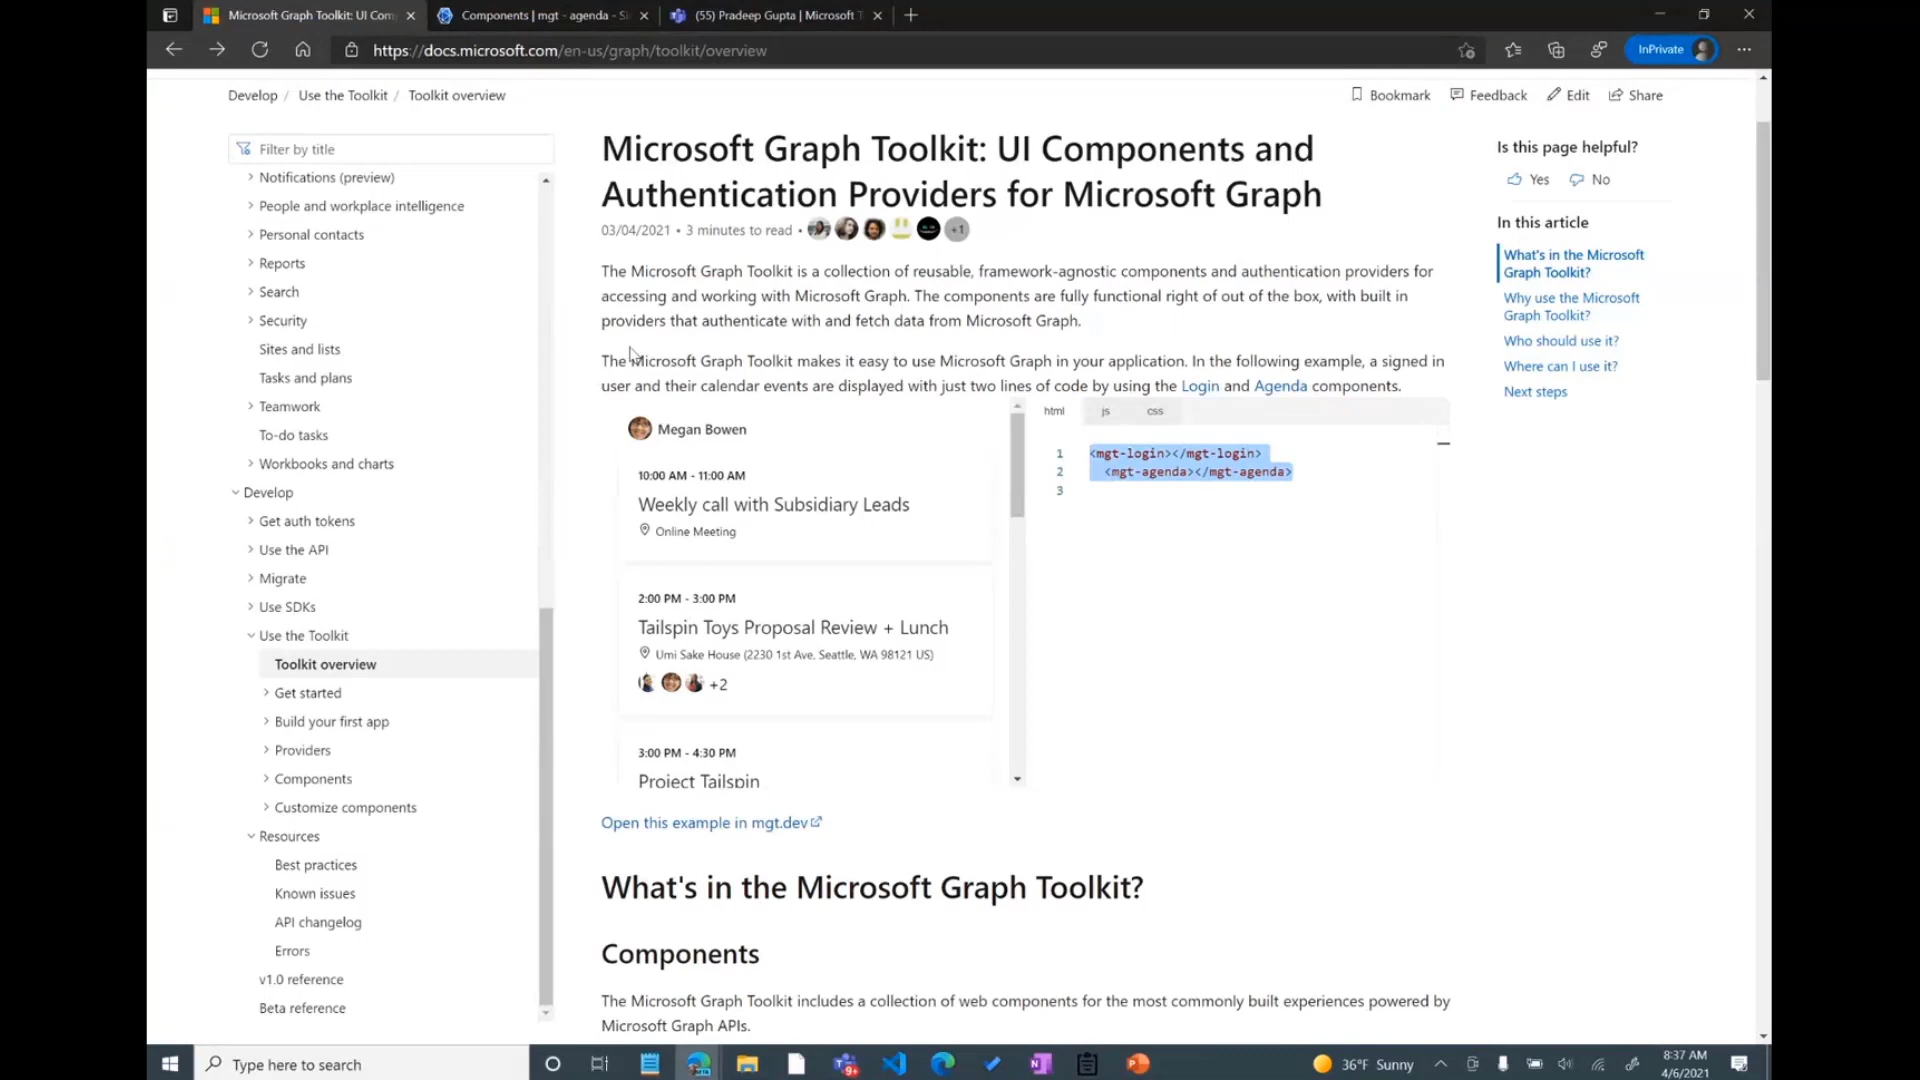 Microsoft Graph Toolkit: UI Com
Components | mgt - agenda - S
(55) Pradeep Gupta | Microsoft T
https://docs.microsoft.com/en-us/graph/toolkit/overview
InPrivate
Develop / Use the Toolkit / Toolkit overview
Bookmark Feedback Edit Share
Filter by title
Notifications (preview)
People and workplace intelligence
Personal contacts
Reports
Search
Security
Sites and lists
Tasks and plans
Teamwork
To-do tasks
Workbooks and charts
Develop
Get auth tokens
Use the API
Migrate
Use SDKs
Use the Toolkit
Toolkit overview
Get started
Build your first app
Providers
Components
Customize components
Resources
Best practices
Known issues
API changelog
Errors
v1.0 reference
Beta reference
Microsoft Graph Toolkit: UI Components and
Authentication Providers for Microsoft Graph
03/04/2021 • 3 minutes to read • +1
The Microsoft Graph Toolkit is a collection of reusable, framework-agnostic components and authentication providers for
accessing and working with Microsoft Graph. The components are fully functional right of out of the box, with built in
providers that authenticate with and fetch data from Microsoft Graph.
The Microsoft Graph Toolkit makes it easy to use Microsoft Graph in your application. In the following example, a signed in
user and their calendar events are displayed with just two lines of code by using the Login and Agenda components.
Megan Bowen
10:00 AM - 11:00 AM
Weekly call with Subsidiary Leads
Online Meeting
2:00 PM - 3:00 PM
Tailspin Toys Proposal Review + Lunch
Umi Sake House (2230 1st Ave, Seattle, WA 98121 US)
+2
3:00 PM - 4:30 PM
Project Tailspin
html js css
1 <mgt-login></mgt-login>
2 <mgt-agenda></mgt-agenda>
3
Open this example in mgt.dev
What's in the Microsoft Graph Toolkit?
Components
The Microsoft Graph Toolkit includes a collection of web components for the most commonly built experiences powered by
Microsoft Graph APIs.
Is this page helpful?
Yes No
In this article
What's in the Microsoft
Graph Toolkit?
Why use the Microsoft
Graph Toolkit?
Who should use it?
Where can I use it?
Next steps
Type here to search
36°F Sunny
8:37 AM
4/6/2021